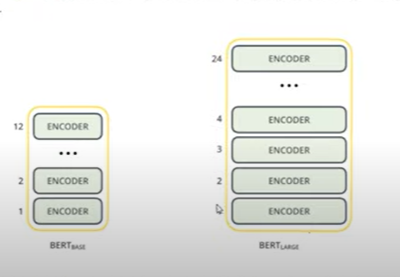 24 ENCODER
...
4 ENCODER
3 ENCODER
2 ENCODER
ENCODER
BERTLARGE
12 ENCODER
...
2 ENCODER
1 ENCODER
BERTBASE